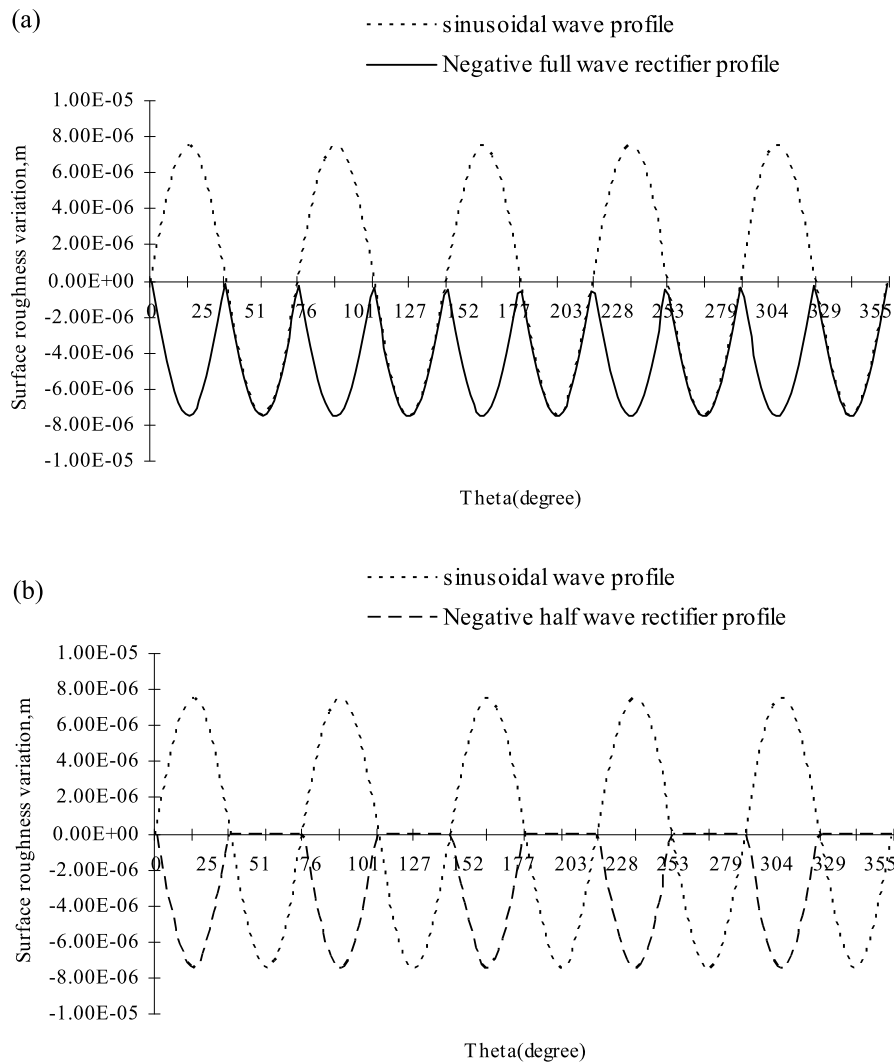 (a)
sinusoidal wave profile
Negative full wave rectifier profile
Surface roughness variation,m
1.00E-05
8.00E-06
6.00E-06
4.00E-06
2.00E-06
0.00E+00
-2.00E-06
-4.00E-06
-6.00E-06
-8.00E-06
-1.00E-05
0 25 51 76 101 127 152 177 203 228 253 279 304 329 355
Theta(degree)
(b)
sinusoidal wave profile
Negative half wave rectifier profile
Surface roughness variation,m
1.00E-05
8.00E-06
6.00E-06
4.00E-06
2.00E-06
0.00E+00
-2.00E-06
-4.00E-06
-6.00E-06
-8.00E-06
-1.00E-05
0 25 51 76 101 127 152 177 203 228 253 279 304 329 355
Theta(degree)